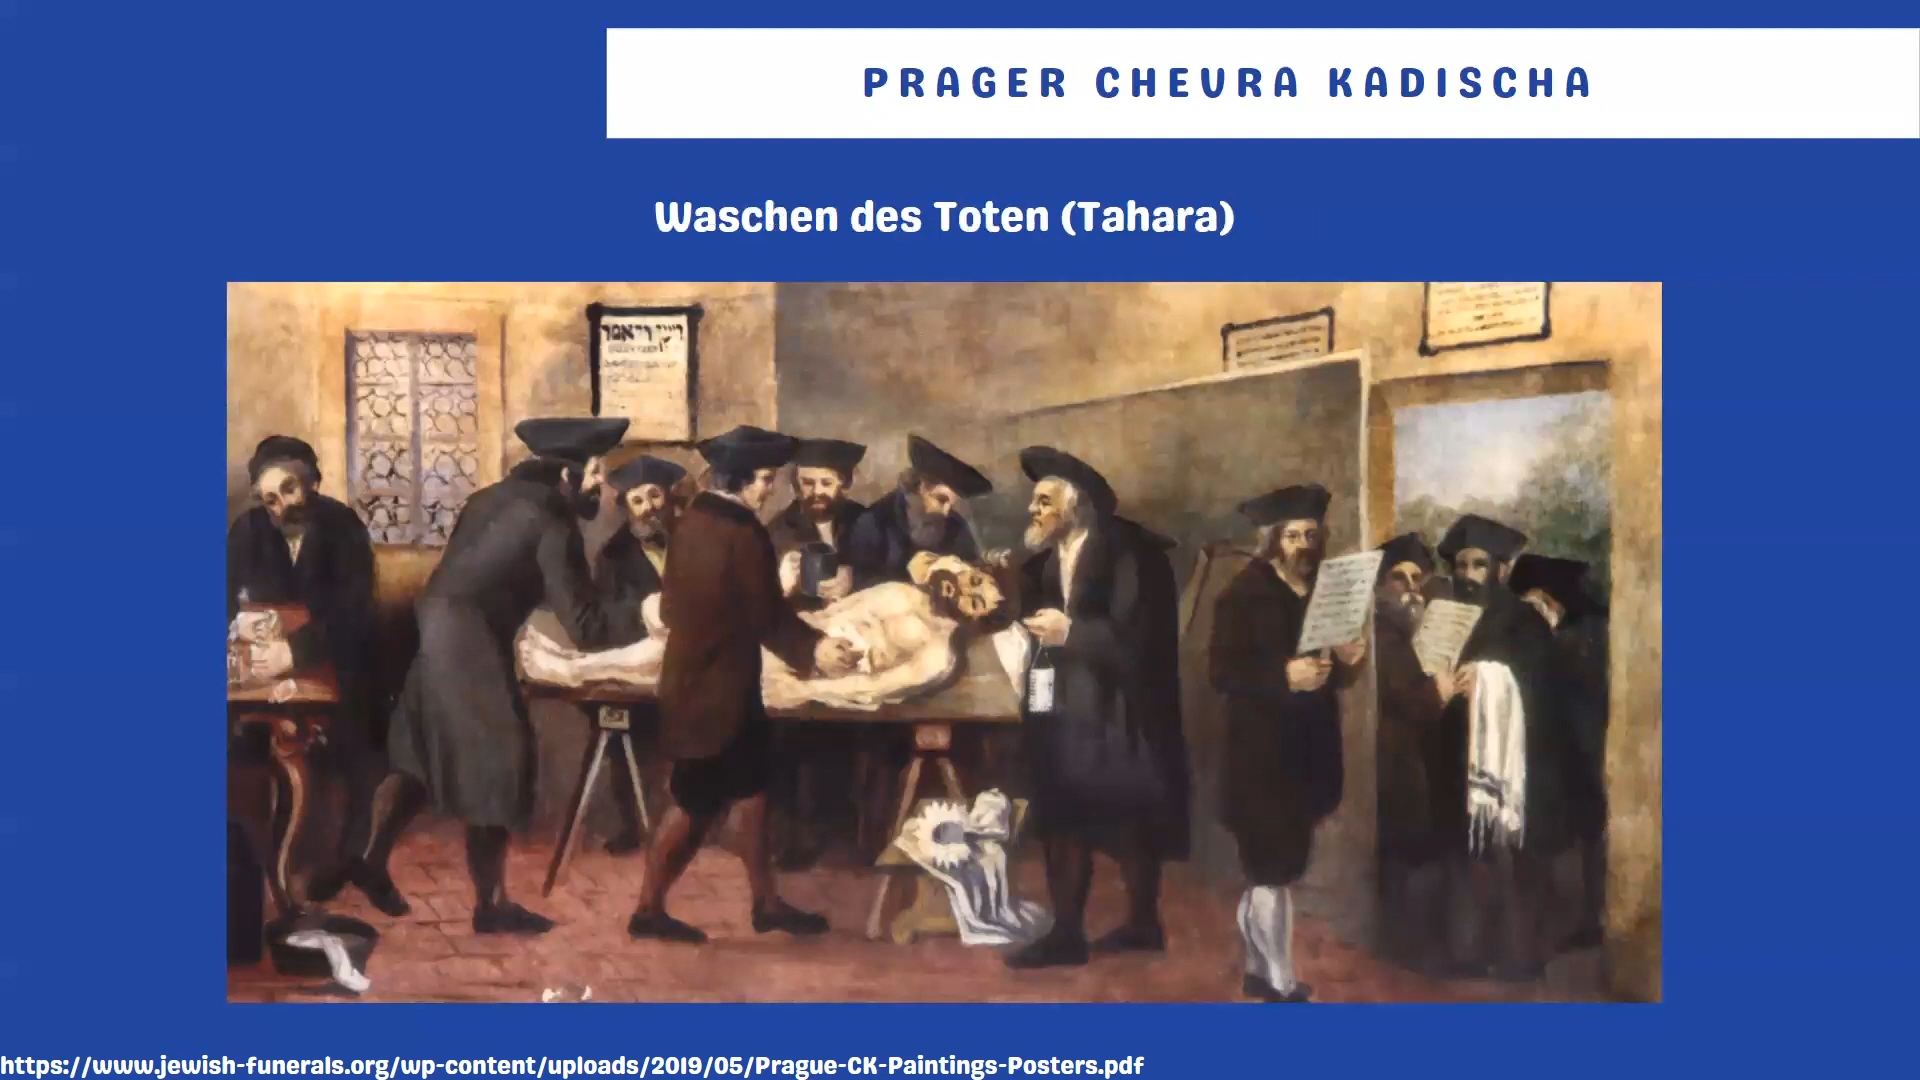 PRAGER CHEVRA KADISCHA
Waschen des Toten (Tahara)
https://www.jewish-funerals.org/wp-content/uploads/2019/05/Prague-CK-Paintings-Posters.pdf